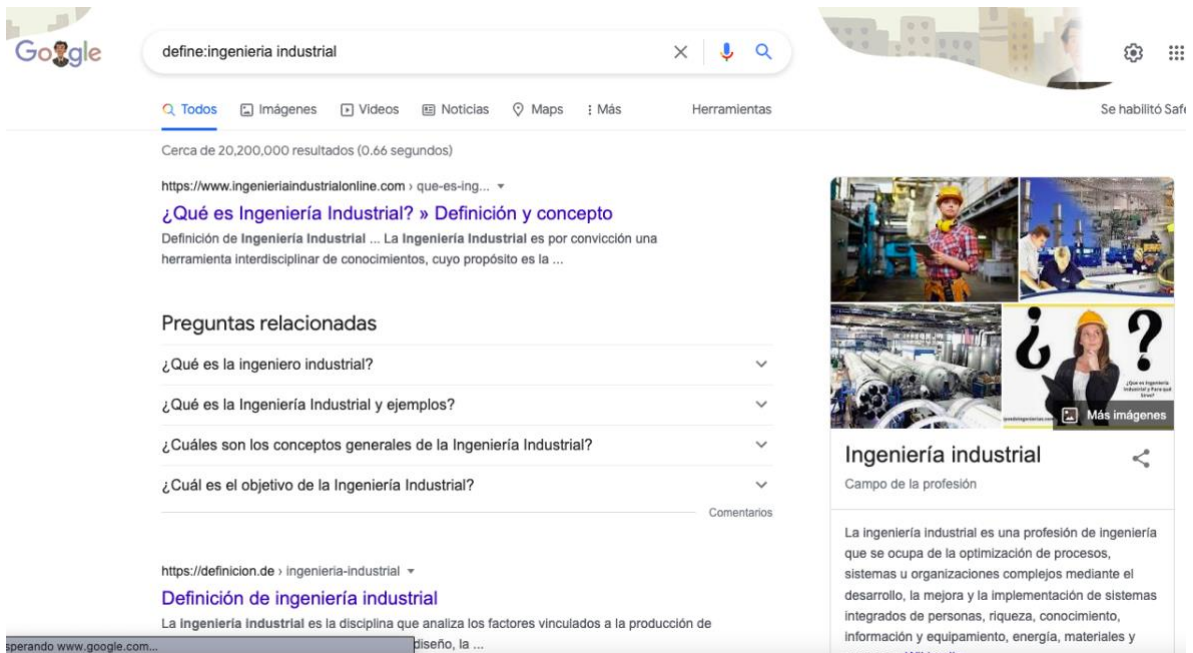 Google
define:ingenieria industrial
Todos Imágenes Videos Noticias Maps Más Herramientas
Se habilitó Safe
Cerca de 20,200,000 resultados (0.66 segundos)
https://www.ingenieriaindustrialonline.com › que-es-ing...
¿Qué es Ingeniería Industrial? » Definición y concepto
Definición de Ingeniería Industrial ... La Ingeniería Industrial es por convicción una
herramienta interdisciplinar de conocimientos, cuyo propósito es la ...
Preguntas relacionadas
¿Qué es la ingeniero industrial?
¿Qué es la Ingeniería Industrial y ejemplos?
¿Cuáles son los conceptos generales de la Ingeniería Industrial?
¿Cuál es el objetivo de la Ingeniería Industrial?
Comentarios
https://definicion.de › ingenieria-industrial
Definición de ingeniería industrial
La ingeniería industrial es la disciplina que analiza los factores vinculados a la producción de
diseño, la ...
sperando www.google.com...
¿ ?
¿Que es Ingeniería
Industrial y Para qué
Sirve?
Más imágenes
Ingeniería industrial
Campo de la profesión
La ingeniería industrial es una profesión de ingeniería
que se ocupa de la optimización de procesos,
sistemas u organizaciones complejos mediante el
desarrollo, la mejora y la implementación de sistemas
integrados de personas, riqueza, conocimiento,
información y equipamiento, energía, materiales y